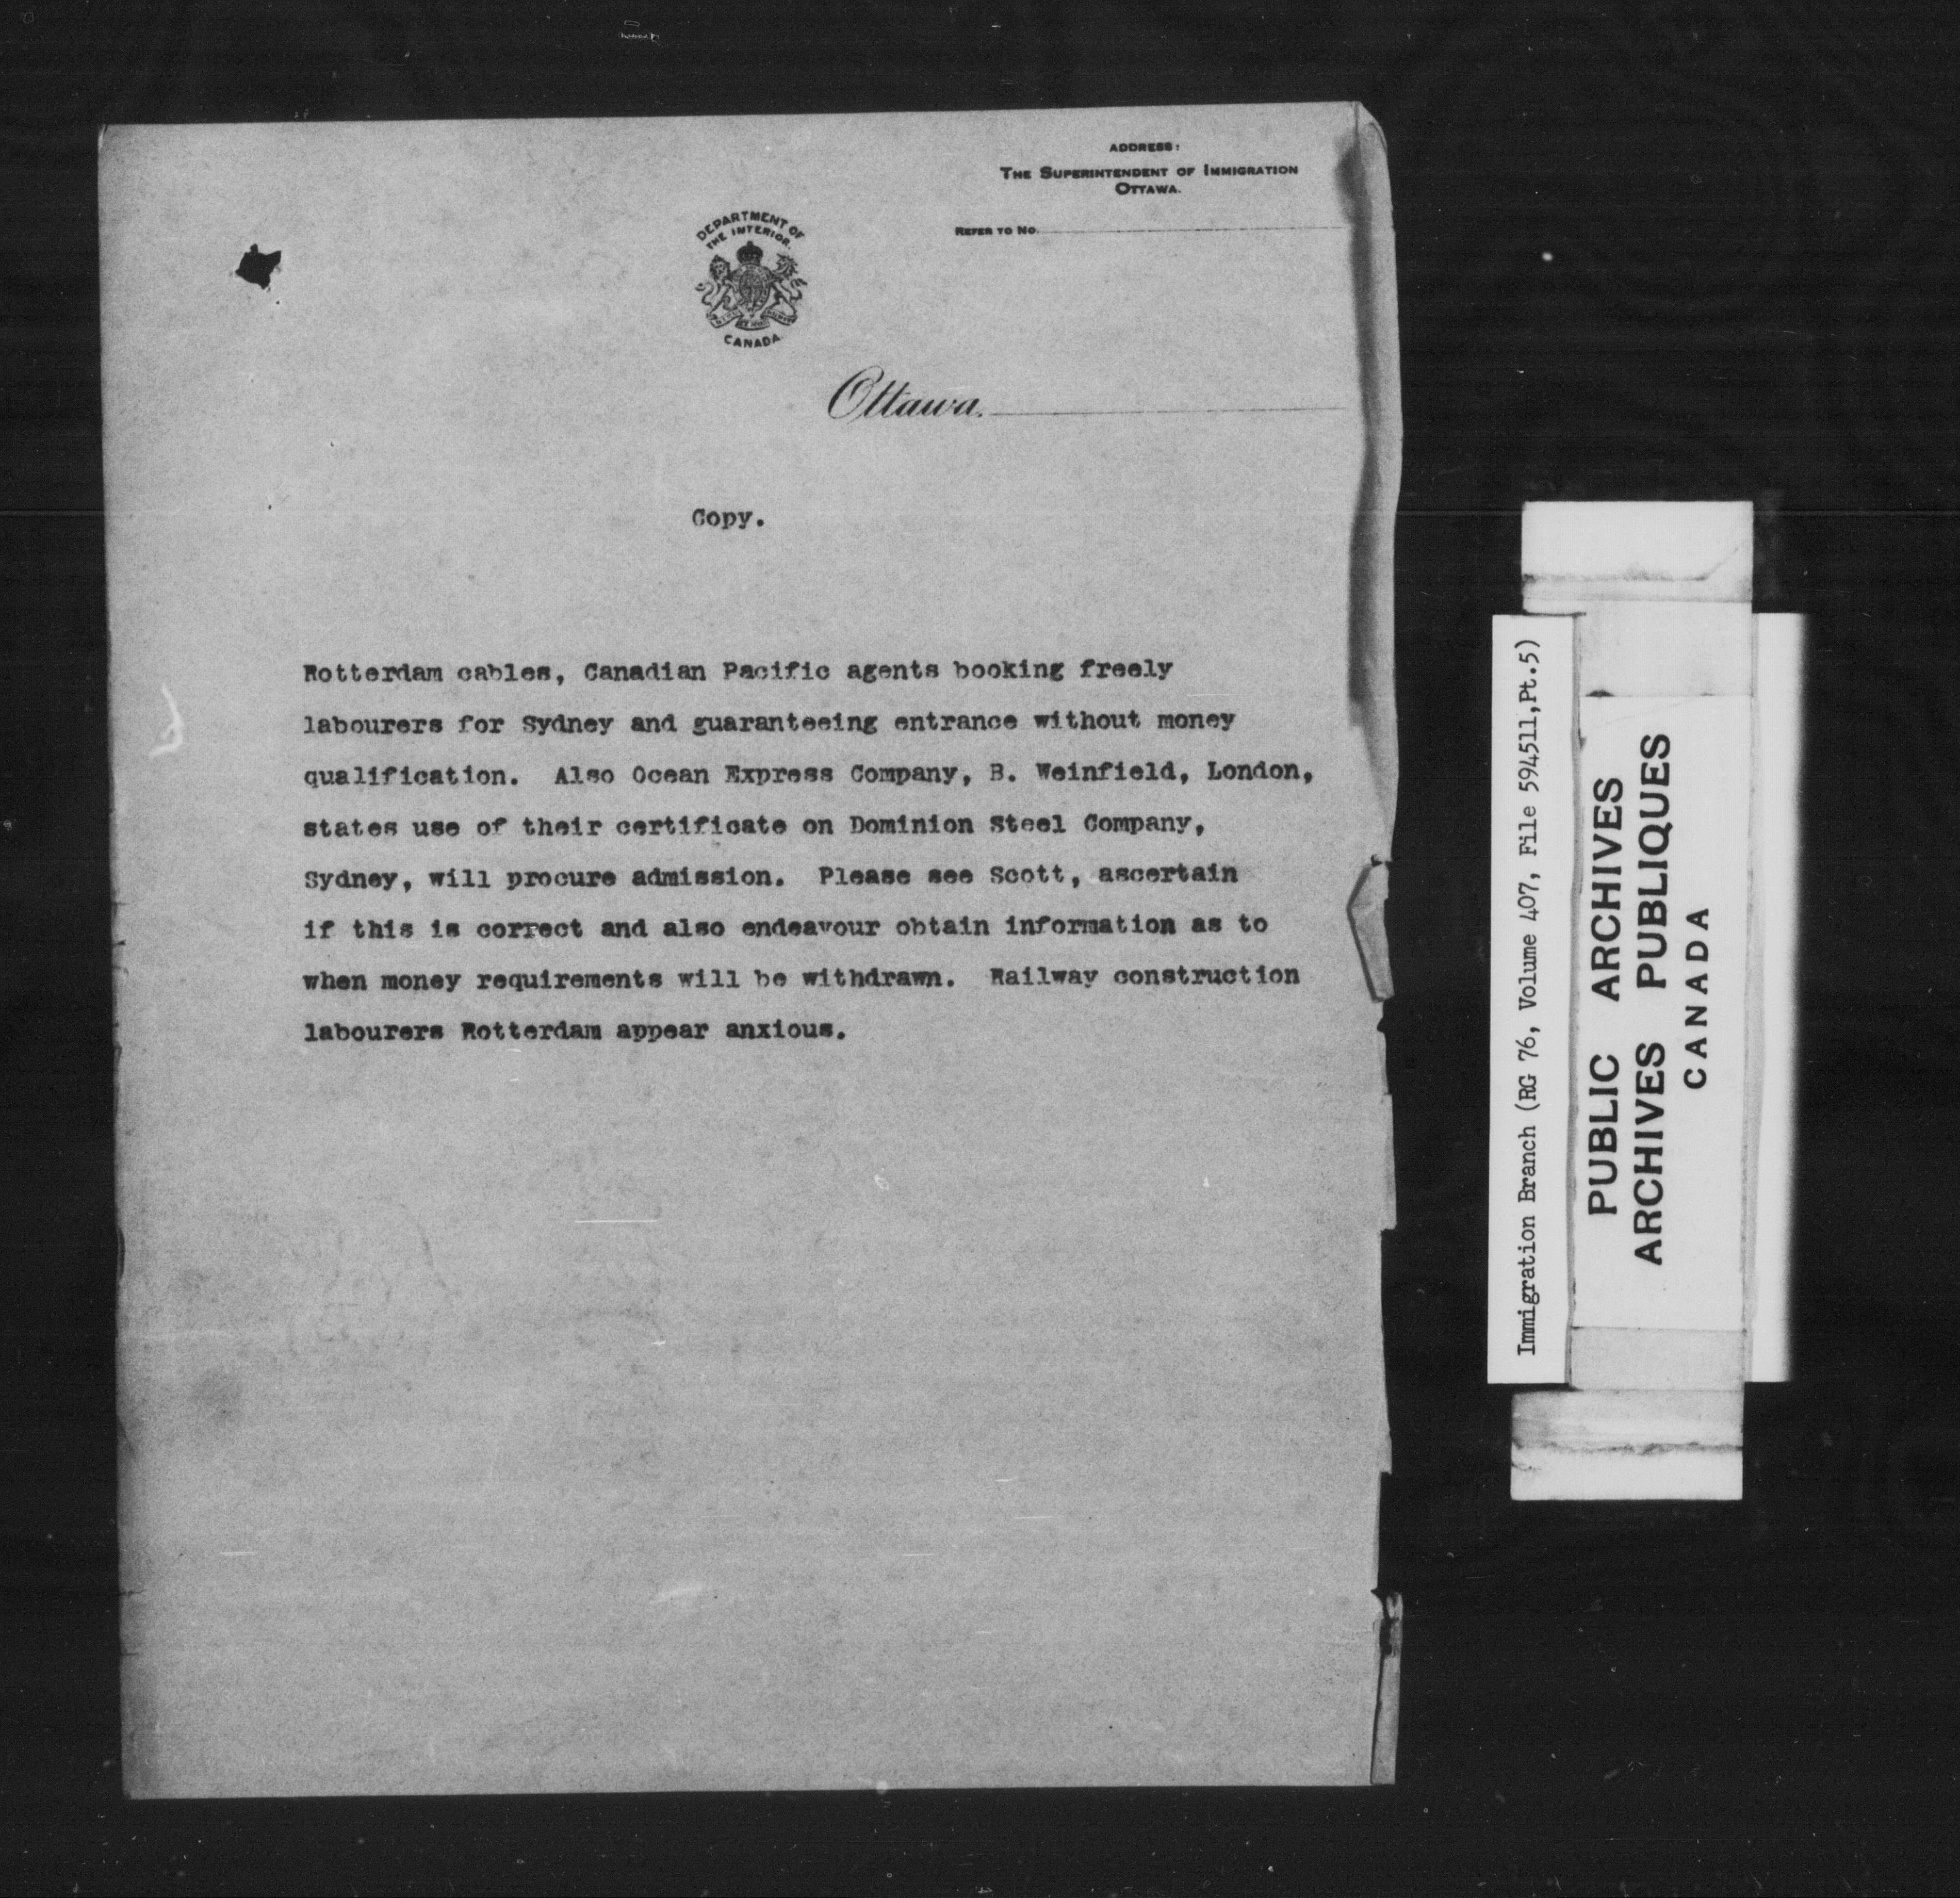 ADDRESS:
THE SUPERINTENDENT OF IMMIGRATION
OTTAWA.
REFER TO NO.
DEPARTMENT OF
THE INTERIOR.
CANADA
Ottawa.
Copy.
Rotterdam cables, Canadian Pacific agents booking freely
labourers for Sydney and guaranteeing entrance without money
qualification. Also Ocean Express Company, B. Weinfield, London,
states use of their certificate on Dominion Steel Company,
Sydney, will procure admission. Please see Scott, ascertain
if this is correct and also endeavour obtain information as to
when money requirements will be withdrawn. Railway construction
labourers Rotterdam appear anxious.
Immigration Branch (RG 76, Volume 407, File 594511,Pt.5)
PUBLIC ARCHIVES
ARCHIVES PUBLIQUES
CANADA